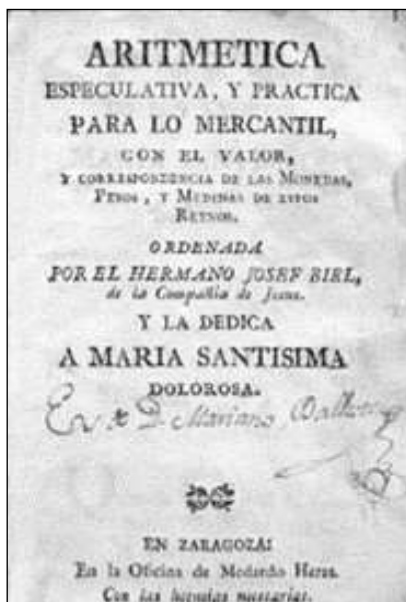 ARITMETICA
ESPECULATIVA, Y PRACTICA
PARA LO MERCANTIL,
CON EL VALOR,
Y CORRESPONDENCIA DE LAS MONEDAS,
PESOS, Y MEDIDAS DE ESTOS
REYNOS.
ORDENADA
POR EL HERMANO JOSEF BIEL,
de la Compañia de Jesus.
Y LA DEDICA
A MARIA SANTISIMA
DOLOROSA.
D. Mariano
EN ZARAGOZA:
En la Oficina de Medardo Heras.
Con las licencias necesarias.